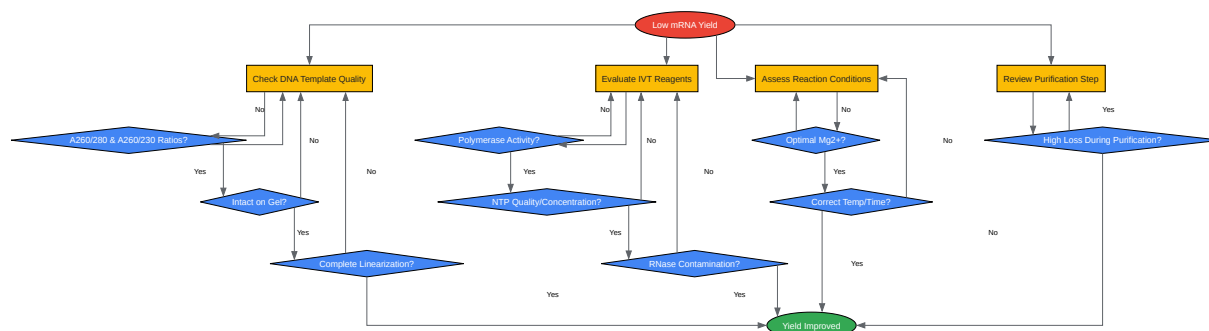 Low mRNA Yield
Check DNA Template Quality
Evaluate IVT Reagents
Assess Reaction Conditions
Review Purification Step
No
No
No
Yes
A260/280 & A260/230 Ratios?
No
Polymerase Activity?
No
Optimal Mg2+?
No
High Loss During Purification?
Yes
No
Yes
No
Yes
Intact on Gel?
NTP Quality/Concentration?
Correct Temp/Time?
Yes
Yes
No
Complete Linearization?
RNase Contamination?
Yes
Yes
Yes
Yield Improved